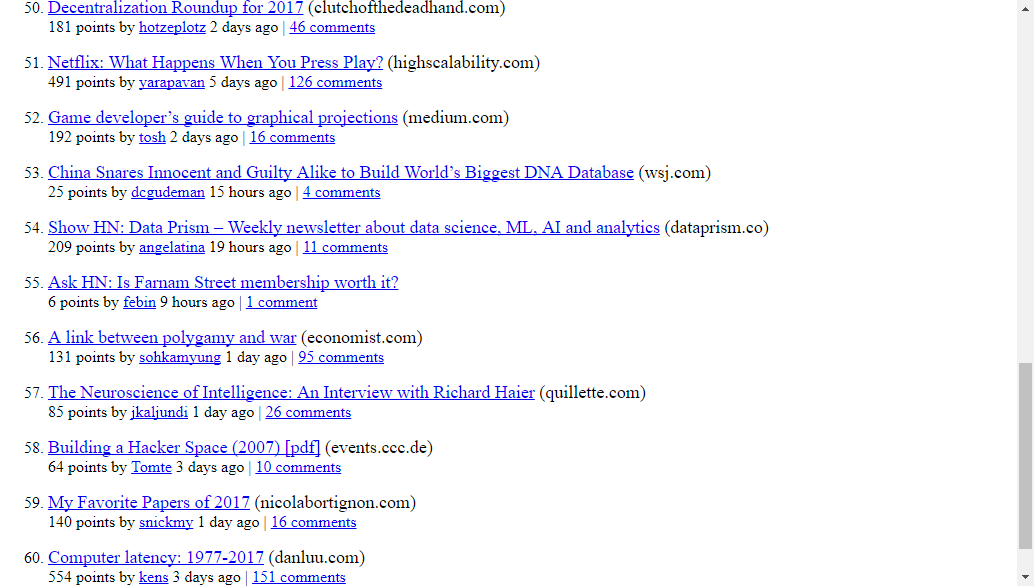 50. Decentralization Roundup for 2017 (clutchofthedeadhand.com)
181 points by hotzeplotz 2 days ago | 46 comments
51. Netflix: What Happens When You Press Play? (highscalability.com)
491 points by yarapavan 5 days ago | 126 comments
52. Game developer’s guide to graphical projections (medium.com)
192 points by tosh 2 days ago | 16 comments
53. China Snares Innocent and Guilty Alike to Build World’s Biggest DNA Database (wsj.com)
25 points by dcgudeman 15 hours ago | 4 comments
54. Show HN: Data Prism – Weekly newsletter about data science, ML, AI and analytics (dataprism.co)
209 points by angelatina 19 hours ago | 11 comments
55. Ask HN: Is Farnam Street membership worth it?
6 points by febin 9 hours ago | 1 comment
56. A link between polygamy and war (economist.com)
131 points by sohkamyung 1 day ago | 95 comments
57. The Neuroscience of Intelligence: An Interview with Richard Haier (quillette.com)
85 points by jkaljundi 1 day ago | 26 comments
58. Building a Hacker Space (2007) [pdf] (events.ccc.de)
64 points by Tomte 3 days ago | 10 comments
59. My Favorite Papers of 2017 (nicolabortignon.com)
140 points by snickmy 1 day ago | 16 comments
60. Computer latency: 1977-2017 (danluu.com)
554 points by kens 3 days ago | 151 comments